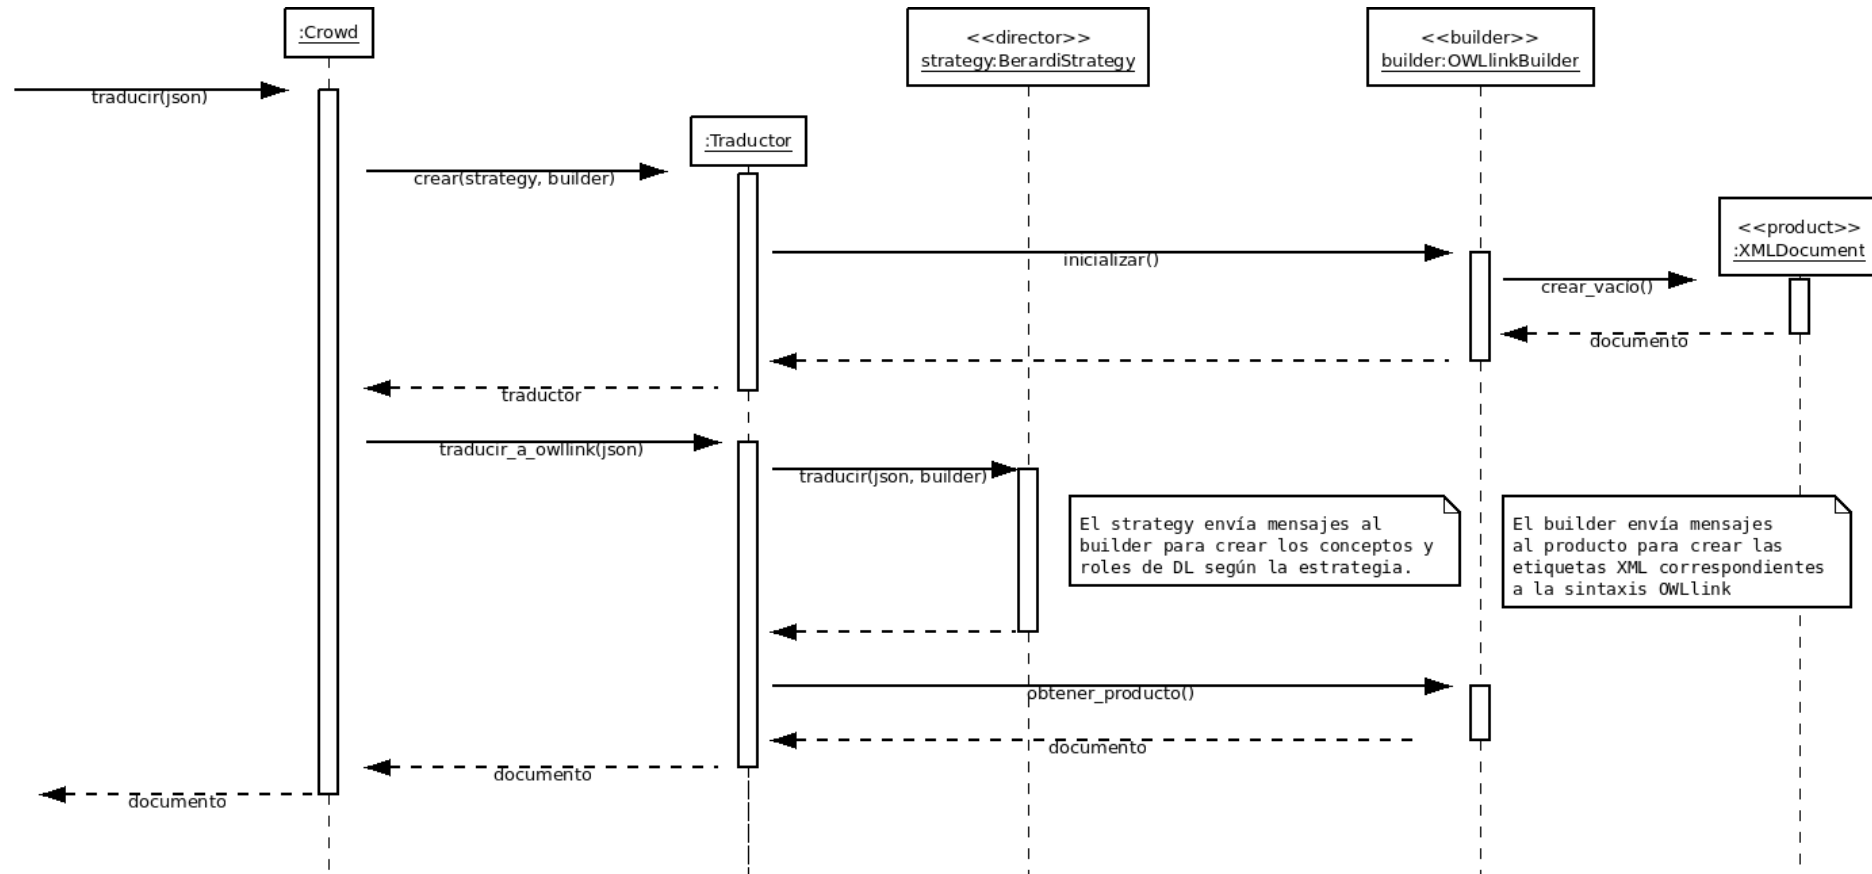 :Crowd
<<director>>
strategy:BerardiStrategy
<<builder>>
builder:OWLlinkBuilder
traducir(json)
:Traductor
crear(strategy, builder)
<<product>>
:XMLDocument
inicializar()
crear_vacio()
documento
traductor
traducir_a_owllink(json)
traducir(json, builder)
El strategy envía mensajes al
builder para crear los conceptos y
roles de DL según la estrategia.
El builder envía mensajes
al producto para crear las
etiquetas XML correspondientes
a la sintaxis OWLlink
obtener_producto()
documento
documento
documento